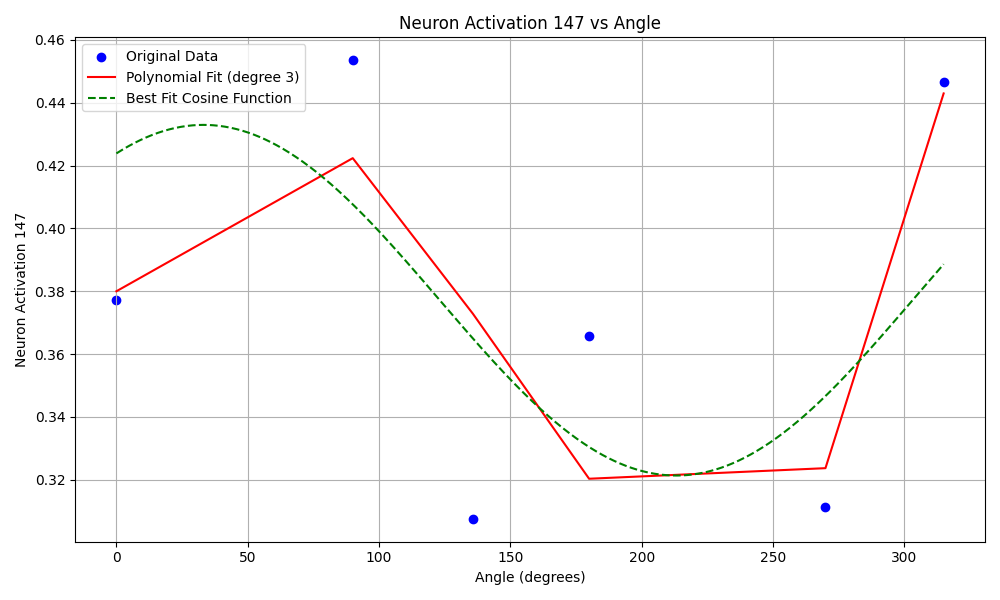 Neuron Activation 147 vs Angle
Original Data
Polynomial Fit (degree 3)
Best Fit Cosine Function
Neuron Activation 147
0.46
0.44
0.42
0.40
0.38
0.36
0.34
0.32
0
50
100
150
200
250
300
Angle (degrees)